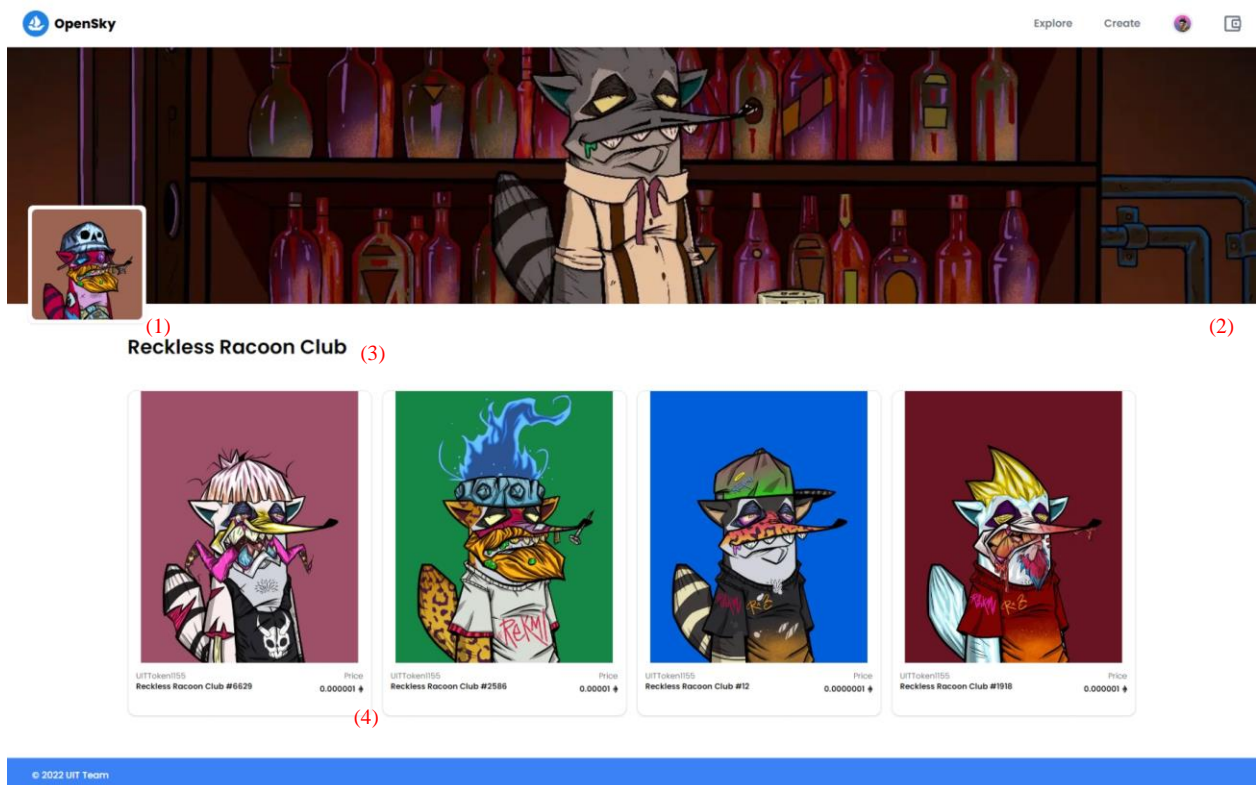 OpenSky
Explore Create
(1)
(2)
Reckless Racoon Club
(3)
REKMI
UITToken1155 Price
Reckless Racoon Club #6629 0.000001
UITToken1155 Price
Reckless Racoon Club #2586 0.00001
UITToken1155 Price
Reckless Racoon Club #12 0.0000001
UITToken1155 Price
Reckless Racoon Club #1918 0.000001
(4)
© 2022 UIT Team